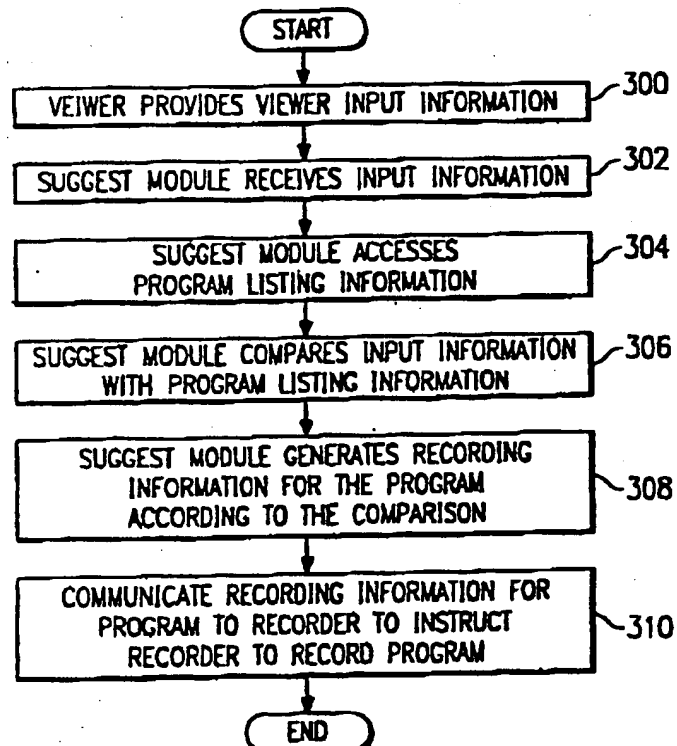 START
VEIWER PROVIDES VIEWER INPUT INFORMATION
300
SUGGEST MODULE RECEIVES INPUT INFORMATION
302
SUGGEST MODULE ACCESSES
PROGRAM LISTING INFORMATION
304
SUGGEST MODULE COMPARES INPUT INFORMATION
WITH PROGRAM LISTING INFORMATION
306
SUGGEST MODULE GENERATES RECORDING
INFORMATION FOR THE PROGRAM
ACCORDING TO THE COMPARISON
308
COMMUNICATE RECORDING INFORMATION FOR
PROGRAM TO RECORDER TO INSTRUCT
RECORDER TO RECORD PROGRAM
310
END